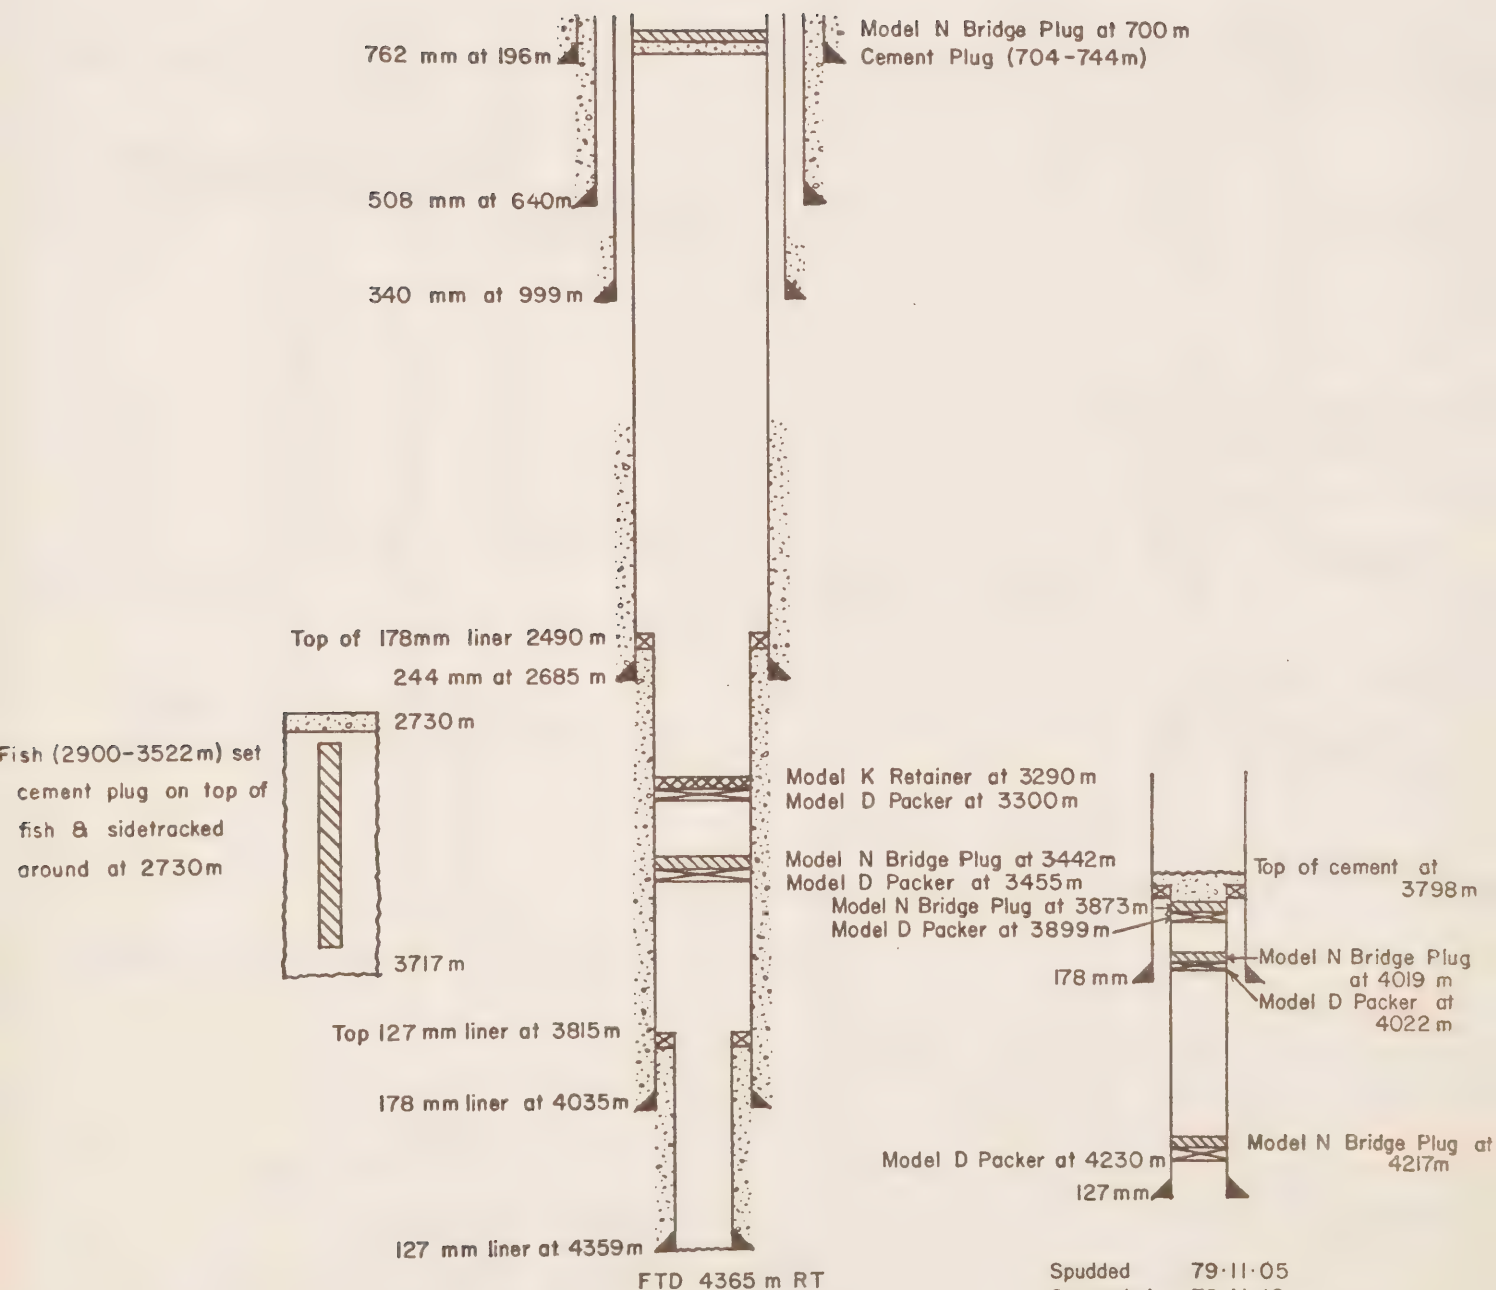 Model N Bridge Plug at 700 m
762 mm at 196m
Cement Plug (704-744m)
508 mm at 640m
340 mm at 999m
Top of 178mm liner 2490 m
244 mm at 2685 m
2730 m
Fish (2900-3522m) set
cement plug on top of
fish & sidetracked
around at 2730m
3717 m
Model K Retainer at 3290m
Model D Packer at 3300m
Model N Bridge Plug at 3442m
Model D Packer at 3455m
Model N Bridge Plug at 3873m
Model D Packer at 3899m
Top of cement at
3798m
178 mm
Model N Bridge Plug
at 4019 m
Model D Packer at
4022 m
Top 127 mm liner at 3815m
178 mm liner at 4035m
Model D Packer at 4230 m
Model N Bridge Plug at
4217m
127mm
127 mm liner at 4359m
FTD 4365 m RT
Spudded 79·11·05